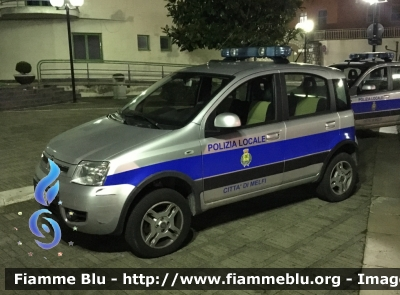 POLIZIA LOCALE
CITTA' DI MELFI
Fiamme Blu - http://www.fiammeblu.org - Imag